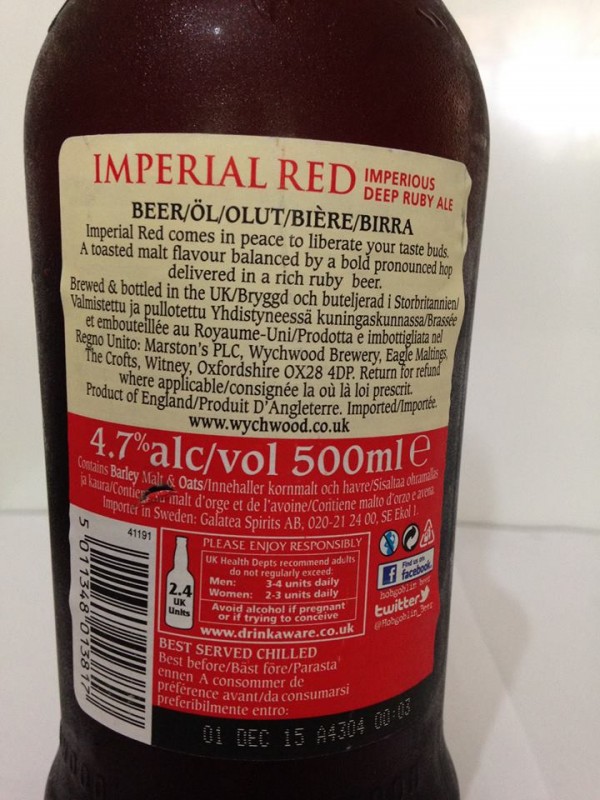 IMPERIAL RED IMPERIOUS
DEEP RUBY ALE
BEER/ÖL/OLUT/BIÈRE/BIRRA
Imperial Red comes in peace to liberate your taste buds.
A toasted malt flavour balanced by a bold pronounced hop
delivered in a rich ruby beer.
Brewed & bottled in the UK/Bryggd och buteljerad i Storbritannien/
Valmistettu ja pullotettu Yhdistyneessä kuningaskunnassa/Brassée
et embouteillée au Royaume-Uni/Prodotta e imbottigliata nel
Regno Unito: Marston's PLC, Wychwood Brewery, Eagle Maltings,
The Crofts, Witney, Oxfordshire OX28 4DP. Return for refund
where applicable/consignée la où là loi prescrit.
Product of England/Produit D'Angleterre. Imported/Importée.
www.wychwood.co.uk
4.7%alc/vol 500ml e
Contains Barley Malt & Oats/Innehaller kornmalt och havre/Sisaltaa ohramallas
ja kaura/Contient malt d'orge et de l'avoine/Contiene malto d'orzo e avena.
Importer in Sweden: Galatea Spirits AB, 020-21 24 00, SE Ekol 1.
41191
5 011348 013817
2.4
UK
Units
PLEASE ENJOY RESPONSIBLY
UK Health Depts recommend adults
do not regularly exceed:
Men: 3-4 units daily
Women: 2-3 units daily
Avoid alcohol if pregnant
or if trying to conceive
www.drinkaware.co.uk
Find us on
facebook
hobgoblin beer
twitter
@Hobgoblin_Beer
BEST SERVED CHILLED
Best before/Bäst före/Parasta
ennen A consommer de
préférence avant/da consumarsi
preferibilmente entro:
01 DEC 15 A4304 00:03